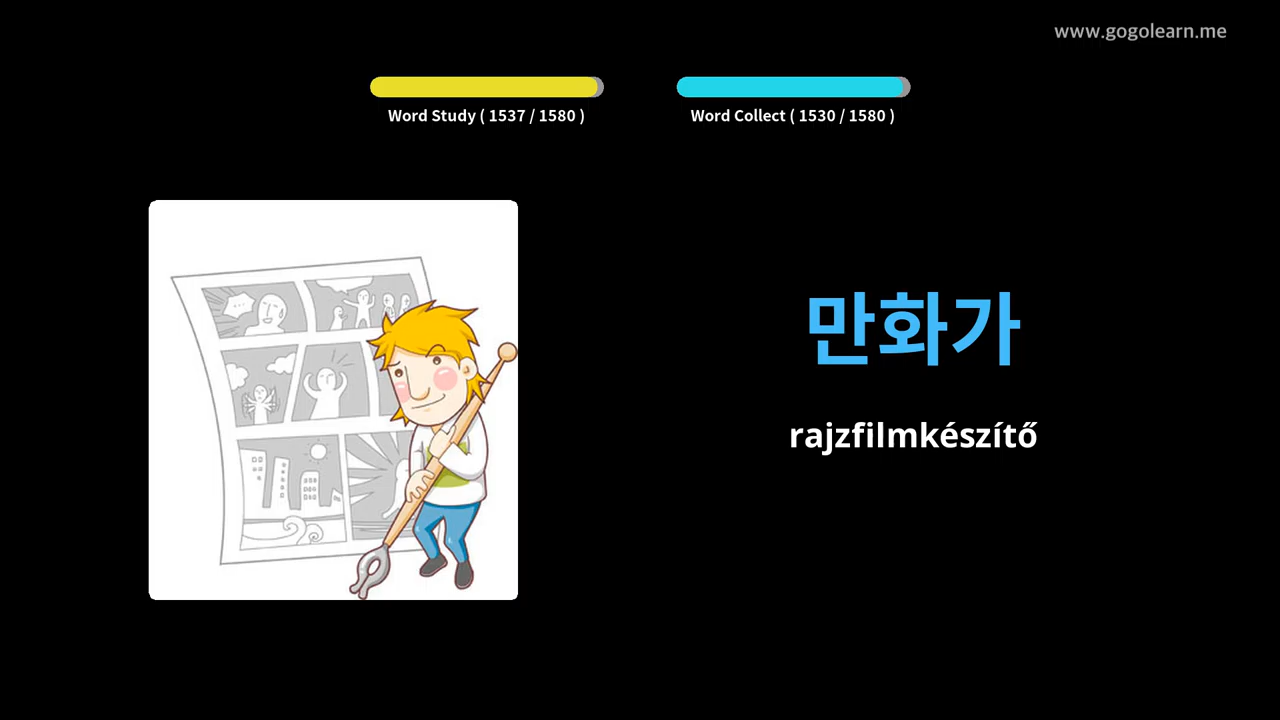 www.gogolearn.me
Word Study ( 1537 / 1580 )
Word Collect ( 1530 / 1580 )
만화가
rajzfilmkészítő